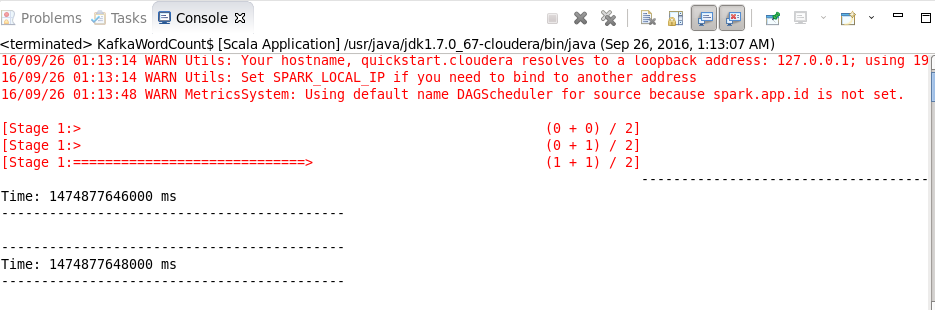 Problems Tasks Console
<terminated> KafkaWordCount$ [Scala Application] /usr/java/jdk1.7.0_67-cloudera/bin/java (Sep 26, 2016, 1:13:07 AM)
16/09/26 01:13:14 WARN Utils: Your hostname, quickstart.cloudera resolves to a loopback address: 127.0.0.1; using 19
16/09/26 01:13:14 WARN Utils: Set SPARK_LOCAL_IP if you need to bind to another address
16/09/26 01:13:48 WARN MetricsSystem: Using default name DAGScheduler for source because spark.app.id is not set.
[Stage 1:> (0 + 0) / 2]
[Stage 1:> (0 + 1) / 2]
[Stage 1:=============================> (1 + 1) / 2]
------------------------------------
Time: 1474877646000 ms
-------------------------------------------
-------------------------------------------
Time: 1474877648000 ms
-------------------------------------------